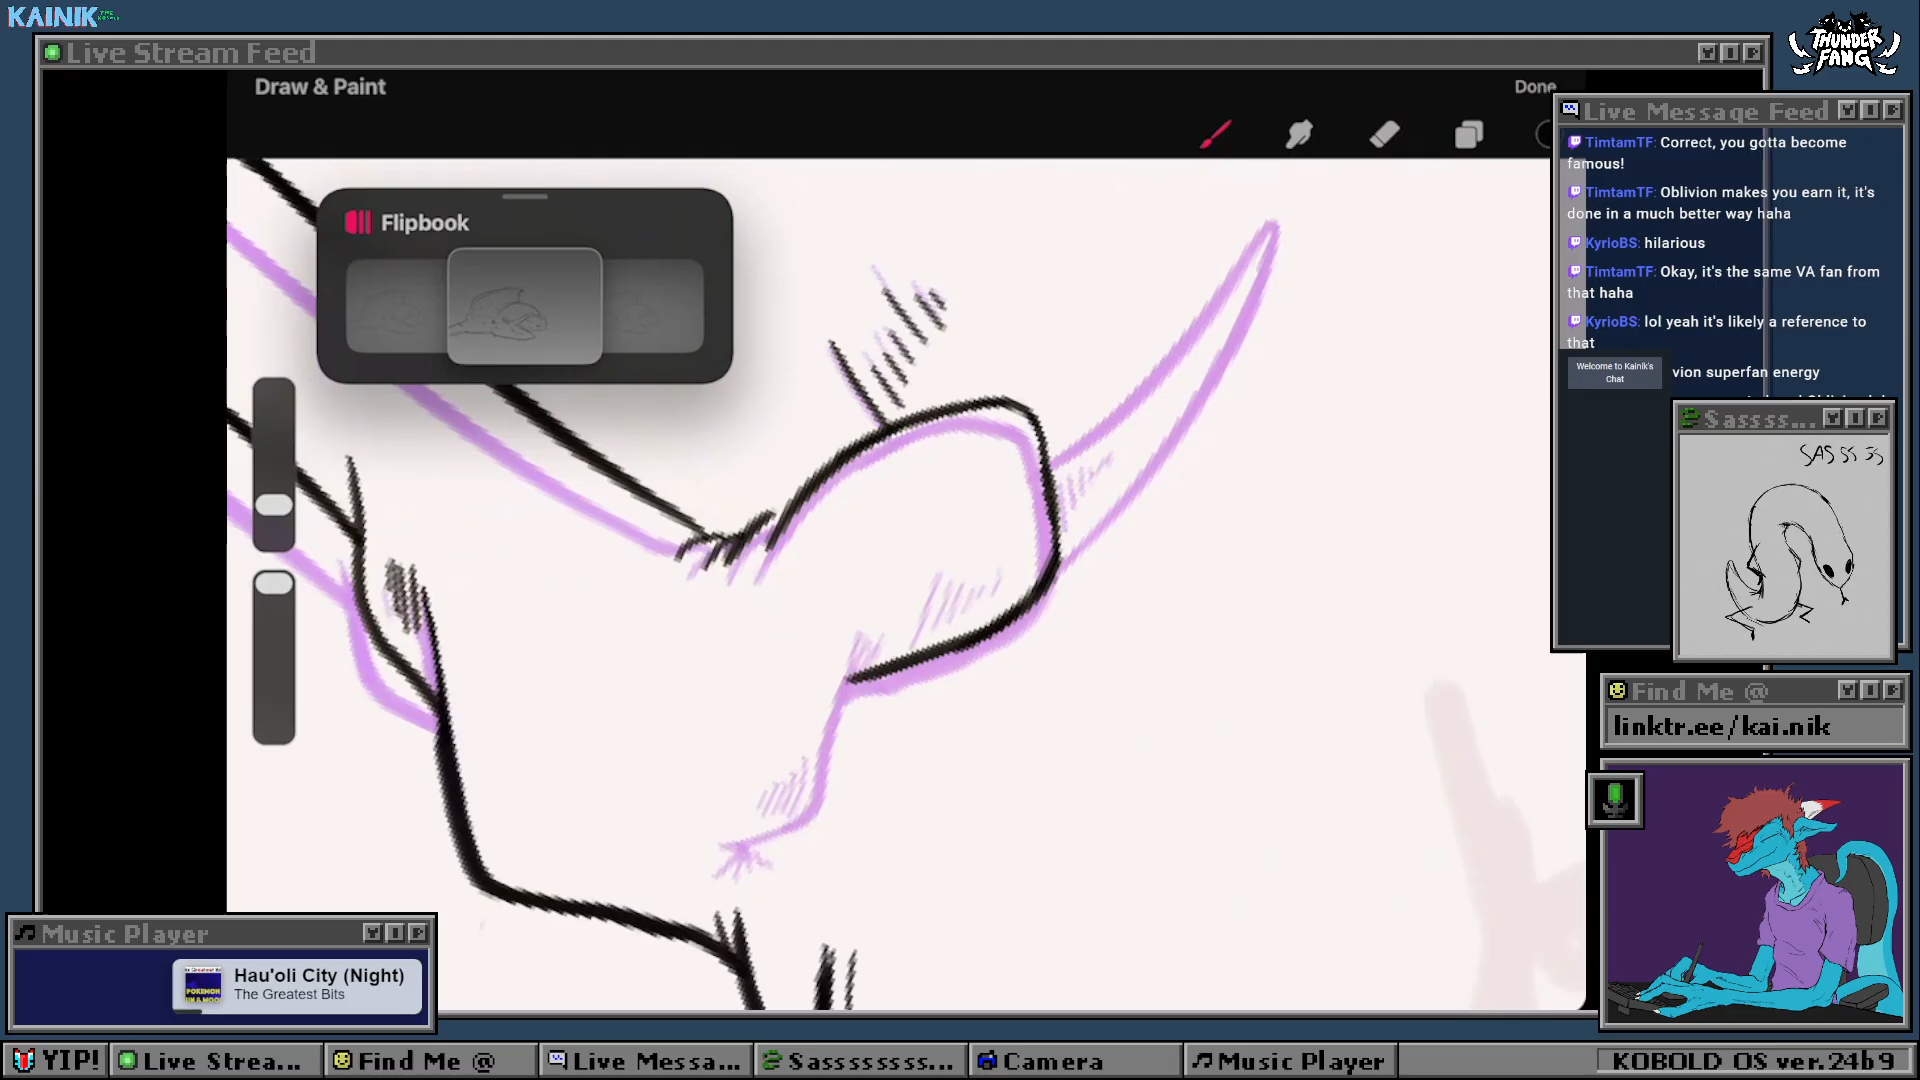 KAINIK
THUNDER
FANG
Live Stream Feed
Y I P
Draw & Paint
Done
Flipbook
Live Message Feed
Y I P
TimtamTF: Correct, you gotta become
famous!
TimtamTF: Oblivion makes you earn it, it's
done in a much better way haha
KyrioBS: hilarious
TimtamTF: Okay, it's the same VA fan from
that haha
KyrioBS: lol yeah it's likely a reference to
that
Welcome to Kainik's
Chat
vion superfan energy
Sassss...
Y I P
SASSSSS
Find Me @
Y I P
linktr.ee/kai.nik
Music Player
Y I P
Hau'oli City (Night)
The Greatest Bits
YIP!
Live Strea...
Find Me @
Live Messa...
Sasssssss...
Camera
Music Player
KOBOLD OS ver.24b9